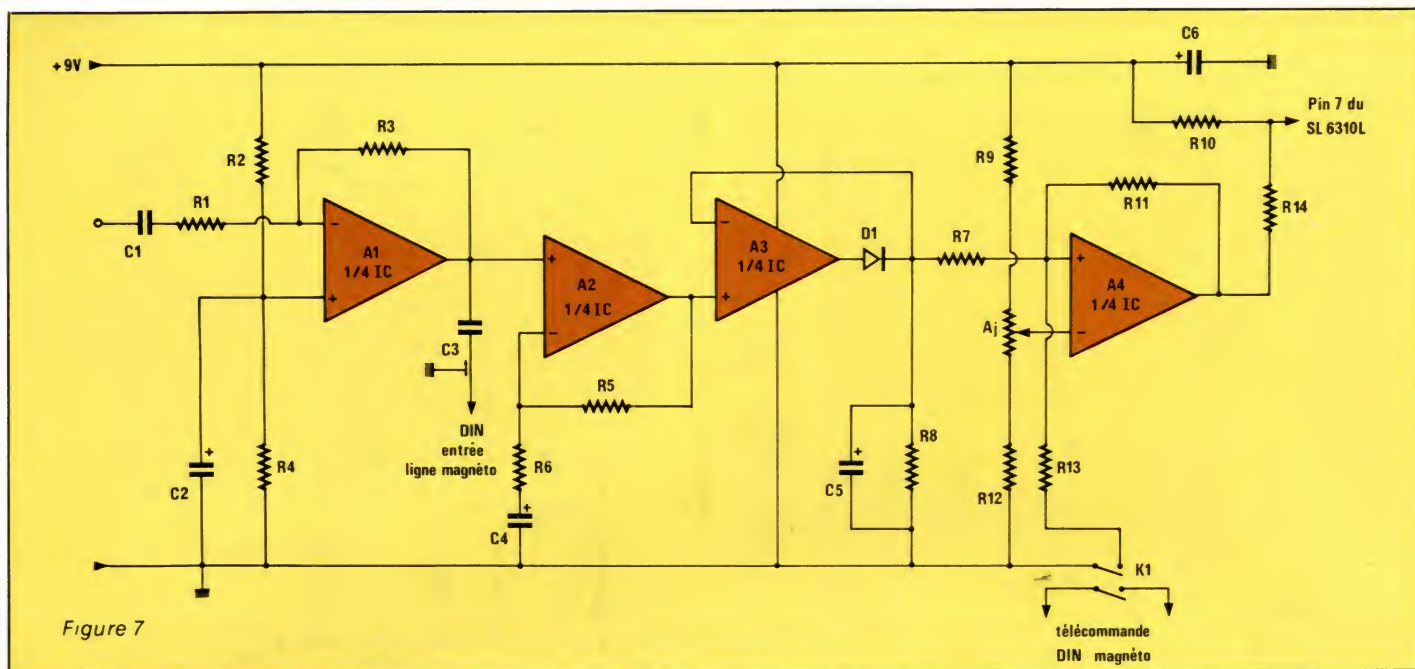 +9V
C6
+
Pin 7 du
SL 6310L
R10
R2
R3
R9
R14
R11
R1
C1
-
A1
1/4 IC
+
A2
1/4 IC
+
-
A3
1/4 IC
-
+
D1
R7
A4
1/4 IC
+
-
Aj
C3
R5
DIN
entrée
ligne magnéto
R6
C4
+
C2
+
R4
C5
+
R8
R12
R13
K1
télécommande
DIN magnéto
Figure 7